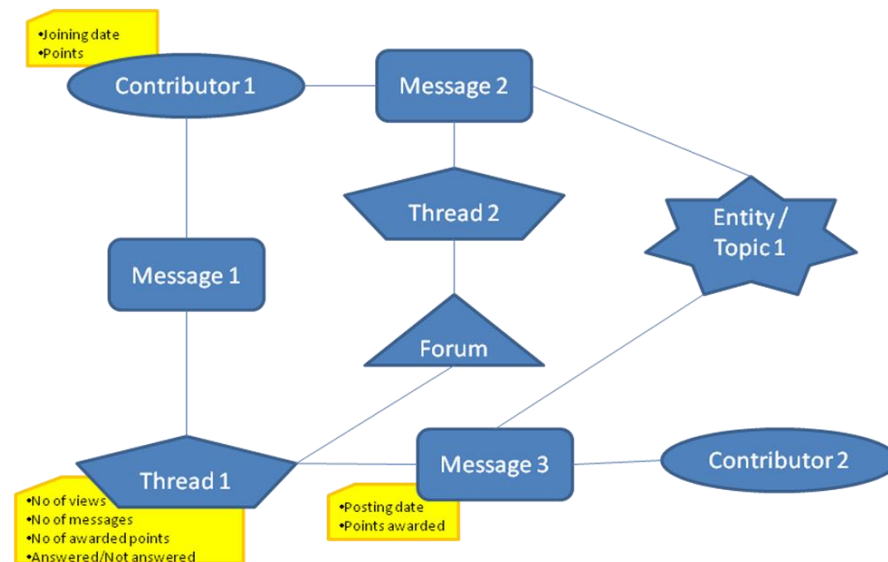 •Joining date
•Points
Contributor 1
Message 2
Thread 2
Entity /
Topic 1
Message 1
Forum
Thread 1
Message 3
Contributor 2
•No of views
•No of messages
•No of awarded points
•Answered/Not answered
•Posting date
•Points awarded